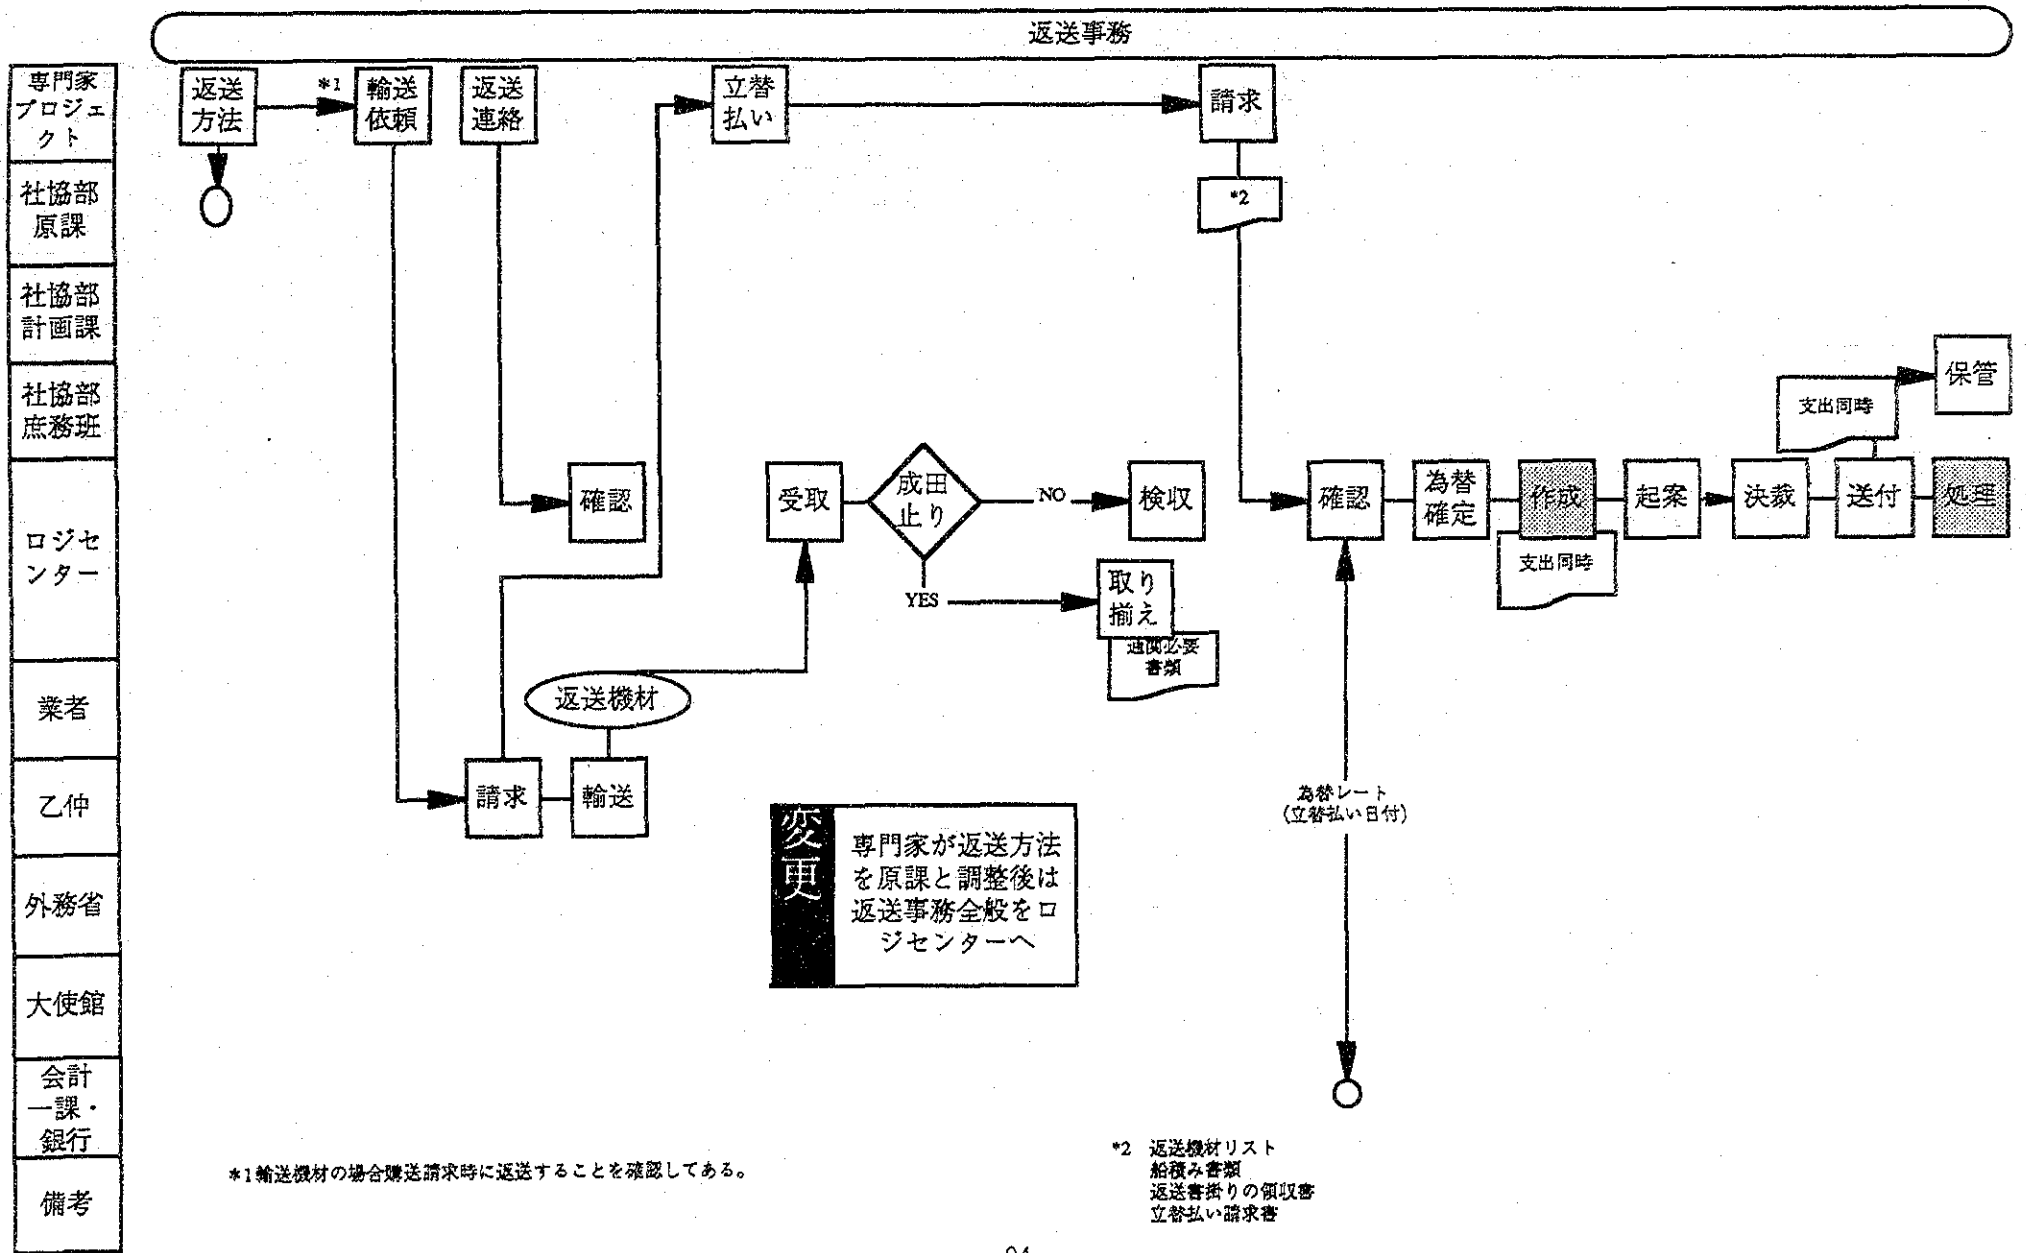 返送事務
専門家
プロジェ
クト
社協部
原課
社協部
計画課
社協部
庶務班
ロジセ
ンター
業者
乙仲
外務省
大使館
会計
一課・
銀行
備考
返送
方法
*1
輸送
依頼
返送
連絡
立替
払い
請求
*2
保管
支出同時
確認
受取
成田
止り
NO
検収
YES
取り
揃え
通関必要
書類
確認
為替
確定
作成
支出同時
起案
決裁
送付
処理
返送機材
請求
輸送
為替レート
(立替払い日付)
変更
専門家が返送方法
を原課と調整後は
返送事務全般をロ
ジセンターへ
*1輸送機材の場合購送請求時に返送することを確認してある。
*2 返送機材リスト
船積み書類
返送書掛りの領収書
立替払い請求書